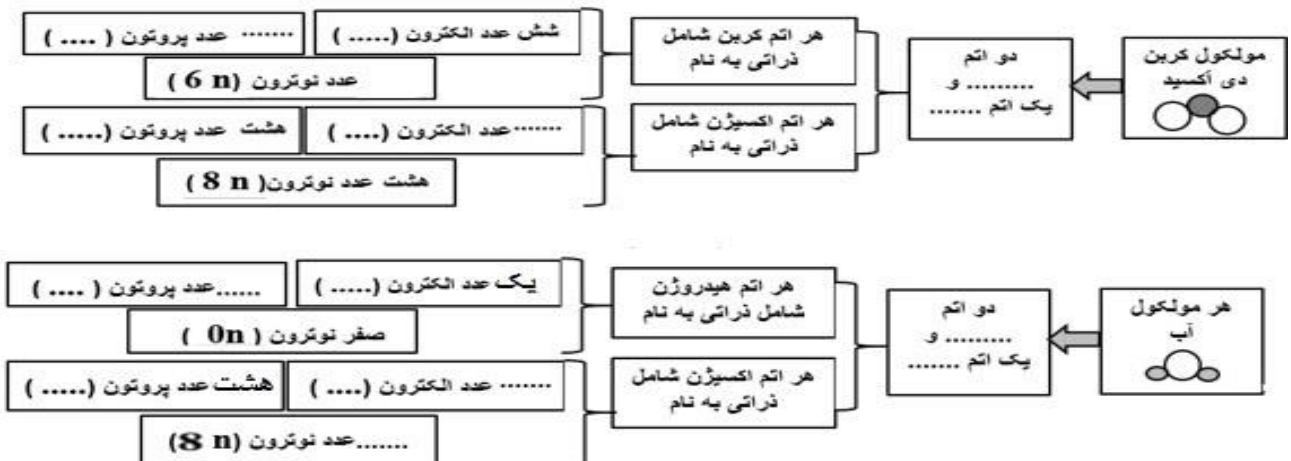 مولکول کربن
دی أکسید
دو اتم
......... و
یک اتم .......
هر اتم کربن شامل
ذراتی به نام
شش عدد الکترون (.....)
....... عدد پروتون ( .... )
عدد نوترون (6 n )
هر اتم اکسیژن شامل
ذراتی به نام
.......عدد الکترون (....)
هشت عدد پروتون (.....)
هشت عدد نوترون( 8 n )
هر مولکول
آب
دو اتم
......... و
یک اتم .......
هر اتم هیدروژن
شامل ذراتی به نام
یک عدد الکترون (.....)
......عدد پروتون ( .... )
صفر نوترون ( 0n )
هر اتم اکسیژن شامل
ذراتی به نام
....... عدد الکترون (....)
هشت عدد پروتون (.....)
.......عدد نوترون (8 n)